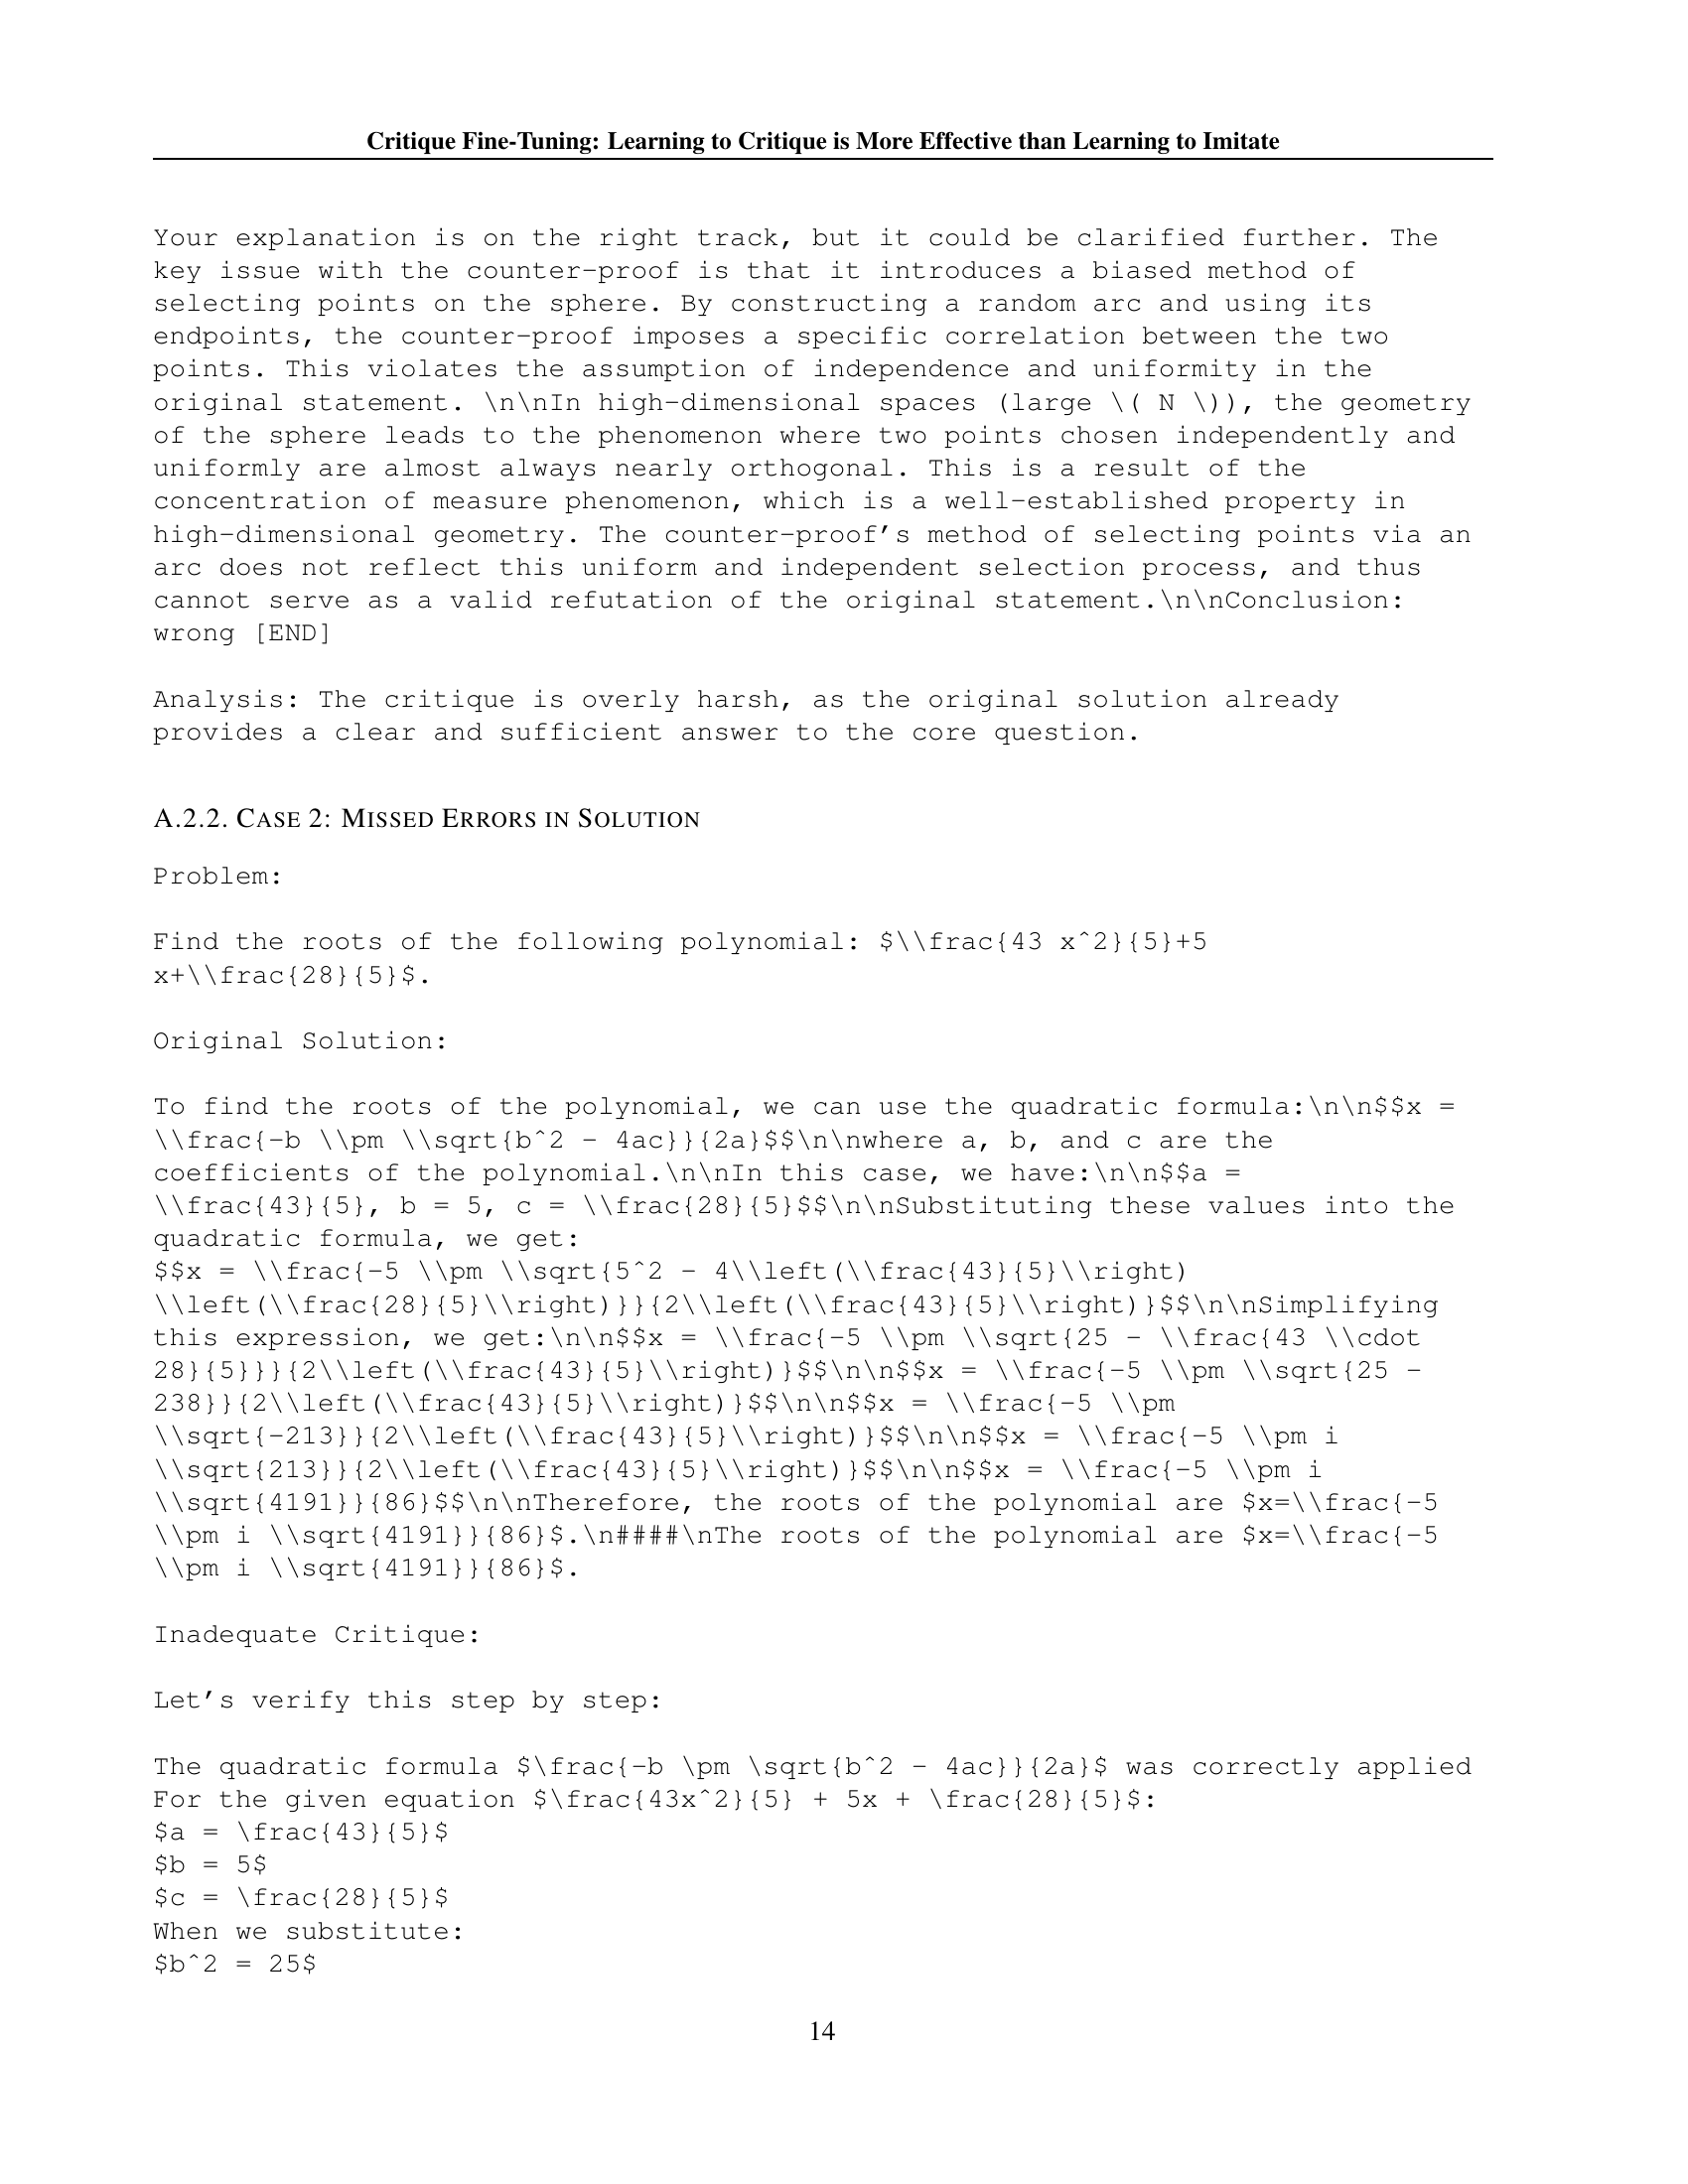 Critique Fine-Tuning: Learning to Critique is More Effective than Learning to Imitate
Your explanation is on the right track, but it could be clarified further. The
key issue with the counter-proof is that it introduces a biased method of
selecting points on the sphere. By constructing a random arc and using its
endpoints, the counter-proof imposes a specific correlation between the two
points. This violates the assumption of independence and uniformity in the
original statement. \n\nIn high-dimensional spaces (large \( N \)), the geometry
of the sphere leads to the phenomenon where two points chosen independently and
uniformly are almost always nearly orthogonal. This is a result of the
concentration of measure phenomenon, which is a well-established property in
high-dimensional geometry. The counter-proof's method of selecting points via an
arc does not reflect this uniform and independent selection process, and thus
cannot serve as a valid refutation of the original statement.\n\nConclusion:
wrong [END]
Analysis: The critique is overly harsh, as the original solution already
provides a clear and sufficient answer to the core question.
A.2.2. CASE 2: MISSED ERRORS IN SOLUTION
Problem:
Find the roots of the following polynomial: $\\frac{43 x^2}{5}+5
x+\\frac{28}{5}$.
Original Solution:
To find the roots of the polynomial, we can use the quadratic formula:\n\n$$x =
\\frac{-b \\pm \\sqrt{b^2 - 4ac}}{2a}$$\n\nwhere a, b, and c are the
coefficients of the polynomial.\n\nIn this case, we have:\n\n$$a =
\\frac{43}{5}, b = 5, c = \\frac{28}{5}$$\n\nSubstituting these values into the
quadratic formula, we get:
$$x = \\frac{-5 \\pm \\sqrt{5^2 - 4\\left(\\frac{43}{5}\\right)
\\left(\\frac{28}{5}\\right)}}{2\\left(\\frac{43}{5}\\right)}$$\n\nSimplifying
this expression, we get:\n\n$$x = \\frac{-5 \\pm \\sqrt{25 - \\frac{43 \\cdot
28}{5}}}{2\\left(\\frac{43}{5}\\right)}$$\n\n$$x = \\frac{-5 \\pm \\sqrt{25 -
238}}{2\\left(\\frac{43}{5}\\right)}$$\n\n$$x = \\frac{-5 \\pm
\\sqrt{-213}}{2\\left(\\frac{43}{5}\\right)}$$\n\n$$x = \\frac{-5 \\pm i
\\sqrt{213}}{2\\left(\\frac{43}{5}\\right)}$$\n\n$$x = \\frac{-5 \\pm i
\\sqrt{4191}}{86}$$\n\nTherefore, the roots of the polynomial are $x=\\frac{-5
\\pm i \\sqrt{4191}}{86}$.\n####\nThe roots of the polynomial are $x=\\frac{-5
\\pm i \\sqrt{4191}}{86}$.
Inadequate Critique:
Let's verify this step by step:
The quadratic formula $\frac{-b \pm \sqrt{b^2 - 4ac}}{2a}$ was correctly applied
For the given equation $\frac{43x^2}{5} + 5x + \frac{28}{5}$:
$a = \frac{43}{5}$
$b = 5$
$c = \frac{28}{5}$
When we substitute:
$b^2 = 25$
14